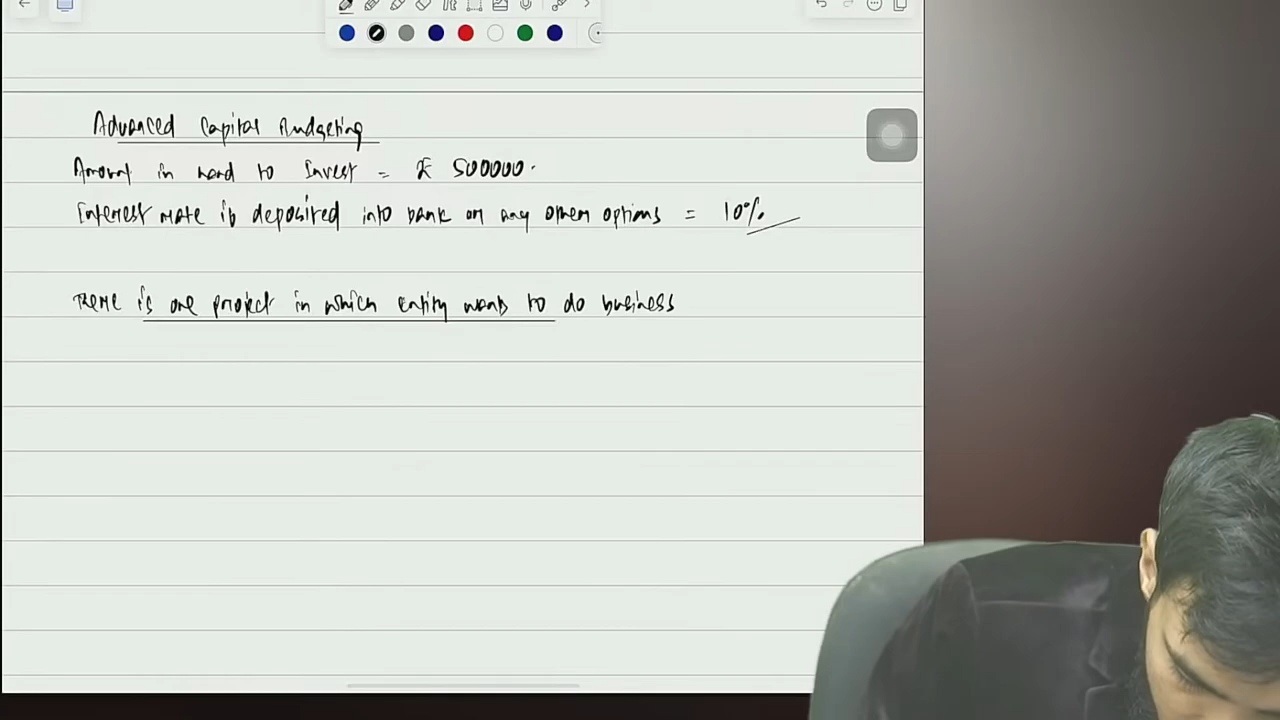 Advanced Capital Budgeting
Amount in hand to Invest = ₹ 500000.
Interest rate if deposited into bank or any other options = 10%
There is one project in which entity wants to do business